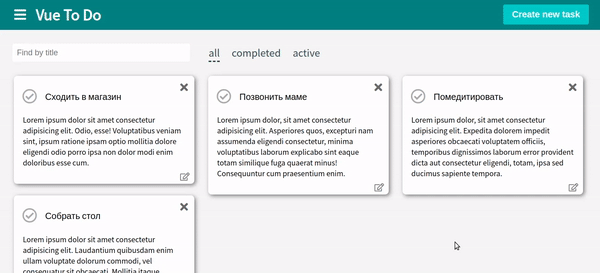 Vue To Do
Create new task
Find by title
all completed active
Сходить в магазин
Lorem ipsum dolor sit amet consectetur
adipisicing elit. Odio, esse! Voluptatibus veniam
sint, ipsum ratione ipsam optio mollitia dolore
eligendi odio porro ipsa non dolor modi enim
doloribus esse cum.
Позвонить маме
Lorem ipsum dolor sit amet consectetur
adipisicing elit. Asperiores quos, excepturi nam
assumenda eligendi consectetur, minima
voluptatibus laborum explicabo sint eaque
totam similique fuga quaerat minus!
Consequuntur cum praesentium enim.
Помедитировать
Lorem ipsum dolor sit amet consectetur
adipisicing elit. Expedita dolorem impedit
asperiores obcaecati voluptatem officiis,
temporibus dignissimos laborum error provident
dicta aut consectetur eligendi, totam, ipsa sed
ducimus sapiente tempora.
Собрать стол
Lorem ipsum dolor sit amet consectetur
adipisicing elit. Laudantium quibusdam enim
ullam voluptate dolorum commodi, vel
consequatur sit obcaecati. Mollitia itaque